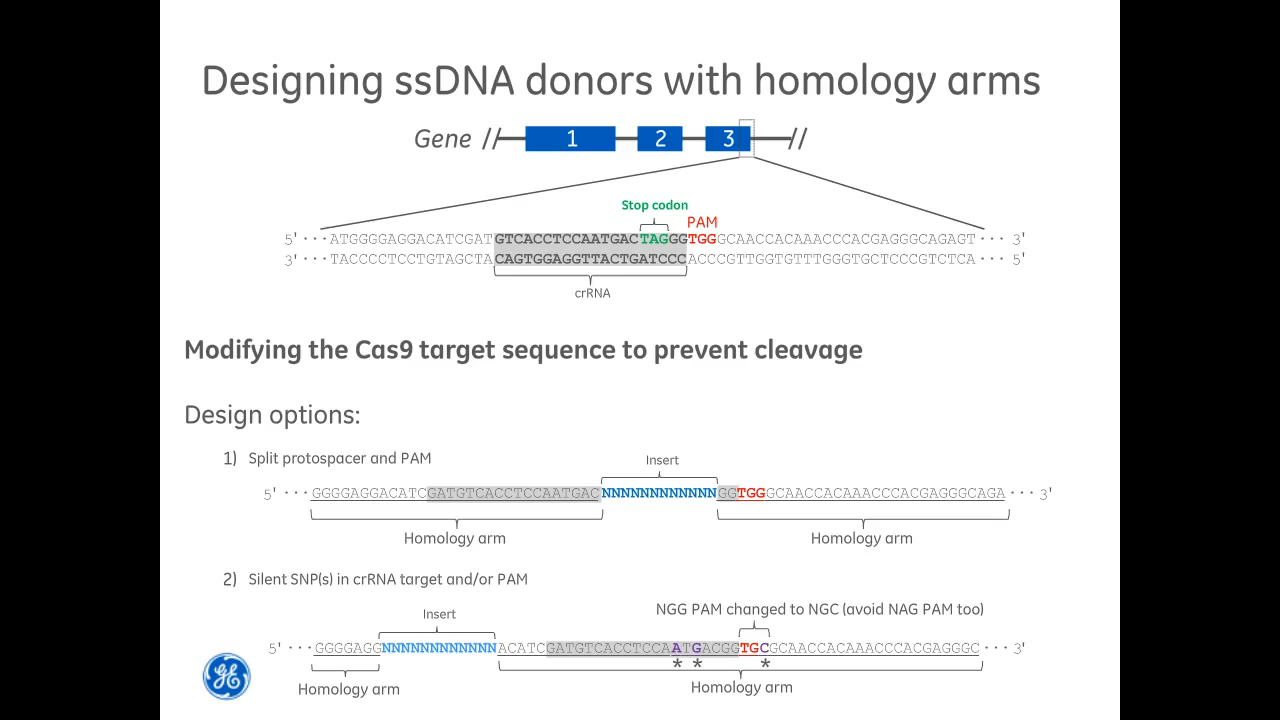 Designing ssDNA donors with homology arms
Gene // 1 2 3 //
Stop codon
PAM
5' ···ATGGGGAGGACATCGATGTCACCTCCAATGACTAGGGTGGGCAACCACAAACCCACGAGGGCAGAGT··· 3'
3' ···TACCCCTCCTGTAGCTACAGTGGAGGTTACTGATCCCACCCGTTGGTGTTTGGGTGCTCCCGTCTCA··· 5'
crRNA
Modifying the Cas9 target sequence to prevent cleavage
Design options:
1) Split protospacer and PAM
Insert
5' ···GGGGAGGACATCGATGTCACCTCCAATGACNNNNNNNNNNNNGGTGGGCAACCACAAACCCACGAGGGCAGA··· 3'
Homology arm Homology arm
2) Silent SNP(s) in crRNA target and/or PAM
NGG PAM changed to NGC (avoid NAG PAM too)
Insert
5' ···GGGGAGGNNNNNNNNNNNNACATCGATGTCACCTCCAATGACGGTGCGCAACCACAAACCCACGAGGGC··· 3'
* * *
Homology arm Homology arm
GE